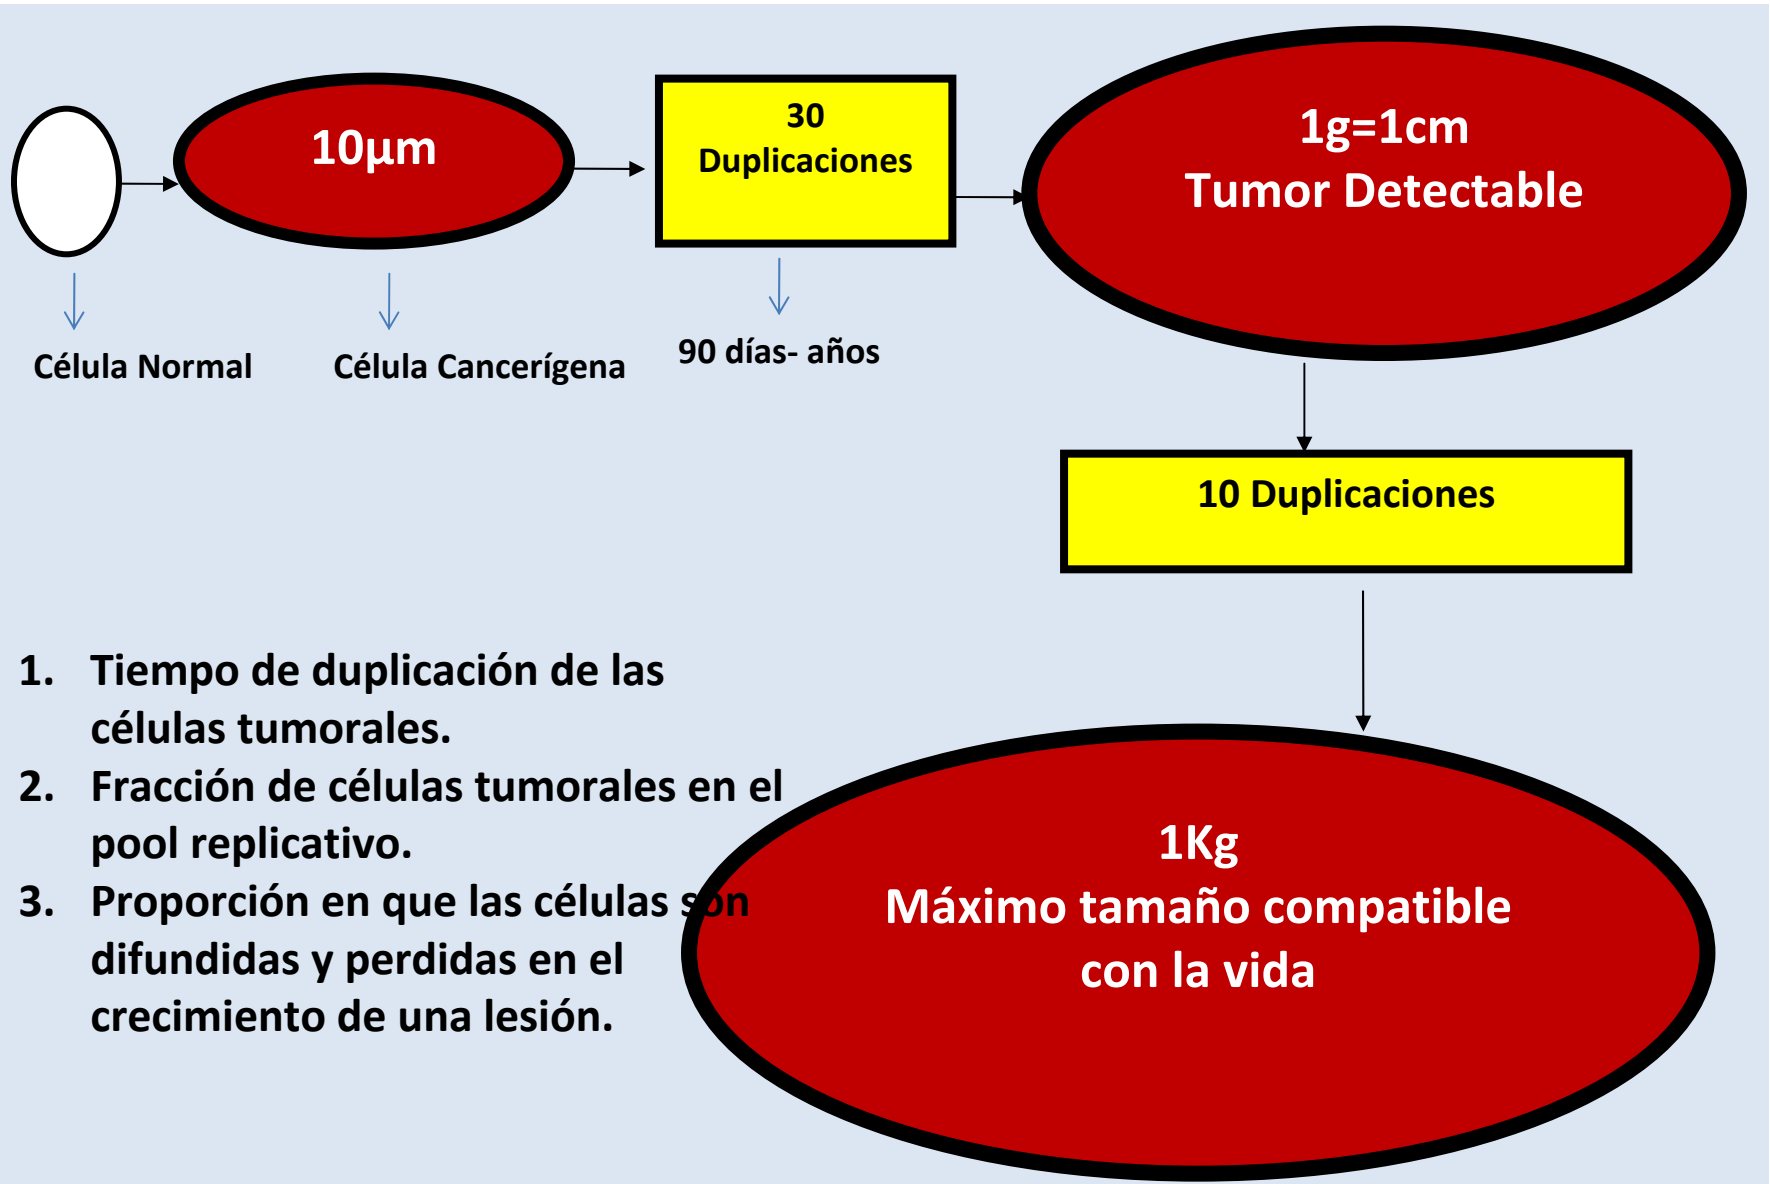 10µm
30
Duplicaciones
1g=1cm
Tumor Detectable
Célula Normal
Célula Cancerígena
90 días- años
10 Duplicaciones
1. Tiempo de duplicación de las
células tumorales.
2. Fracción de células tumorales en el
pool replicativo.
3. Proporción en que las células son
difundidas y perdidas en el
crecimiento de una lesión.
1Kg
Máximo tamaño compatible
con la vida